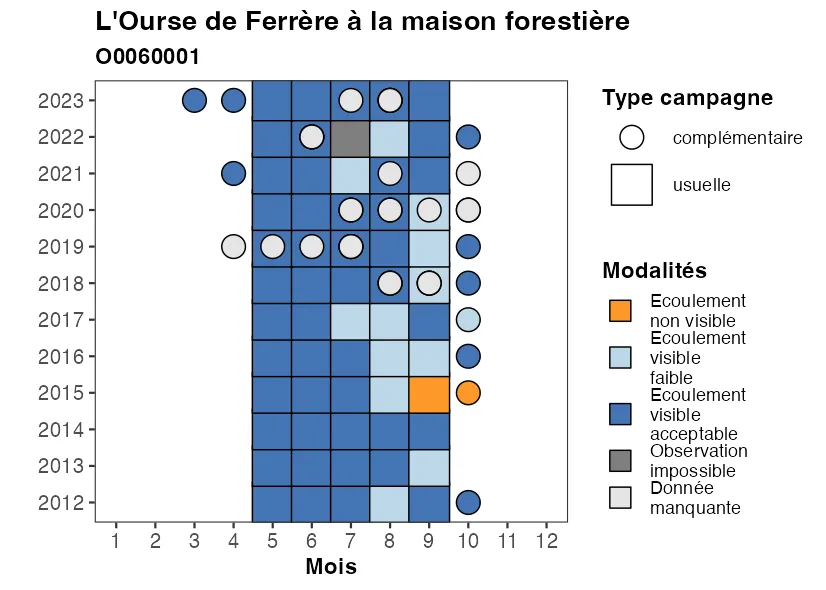 L'Ourse de Ferrère à la maison forestière
O0060001
2023
2022
2021
2020
2019
2018
2017
2016
2015
2014
2013
2012
1 2 3 4 5 6 7 8 9 10 11 12
Mois
Type campagne
complémentaire
usuelle
Modalités
Ecoulement
non visible
Ecoulement
visible
faible
Ecoulement
visible
acceptable
Observation
impossible
Donnée
manquante